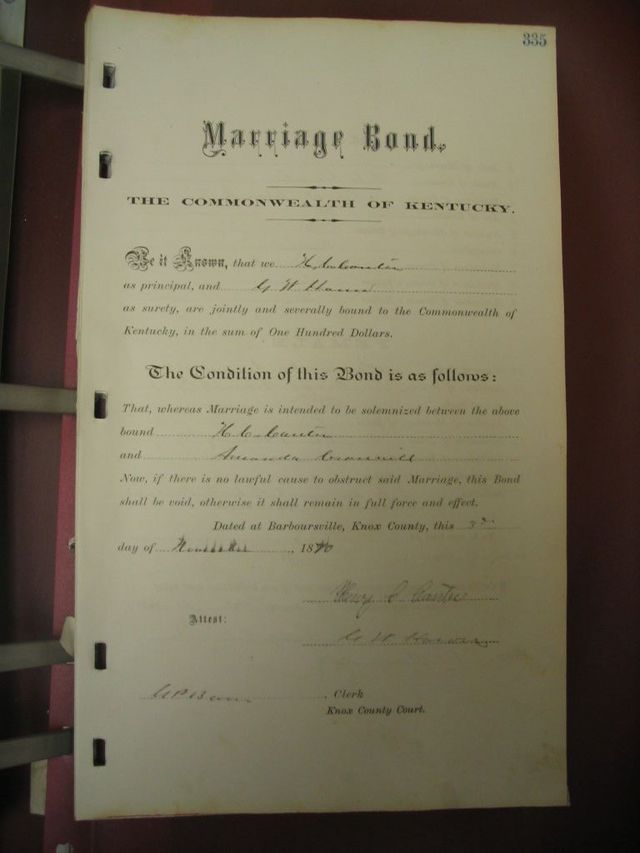 335
Marriage Bond.
THE COMMONWEALTH OF KENTUCKY.
Be it Known, that we H. C. Canter
as principal, and G W
as surety, are jointly and severally bound to the Commonwealth of
Kentucky, in the sum of One Hundred Dollars.
The Condition of this Bond is as follows:
That, whereas Marriage is intended to be solemnized between the above
bound H. C. Canter
and Amanda
Now, if there is no lawful cause to obstruct said Marriage, this Bond
shall be void, otherwise it shall remain in full force and effect.
Dated at Barboursville, Knox County, this 3rd
day of November, 18
Henry C Canter
Attest:
G W
Clerk
Knox County Court.